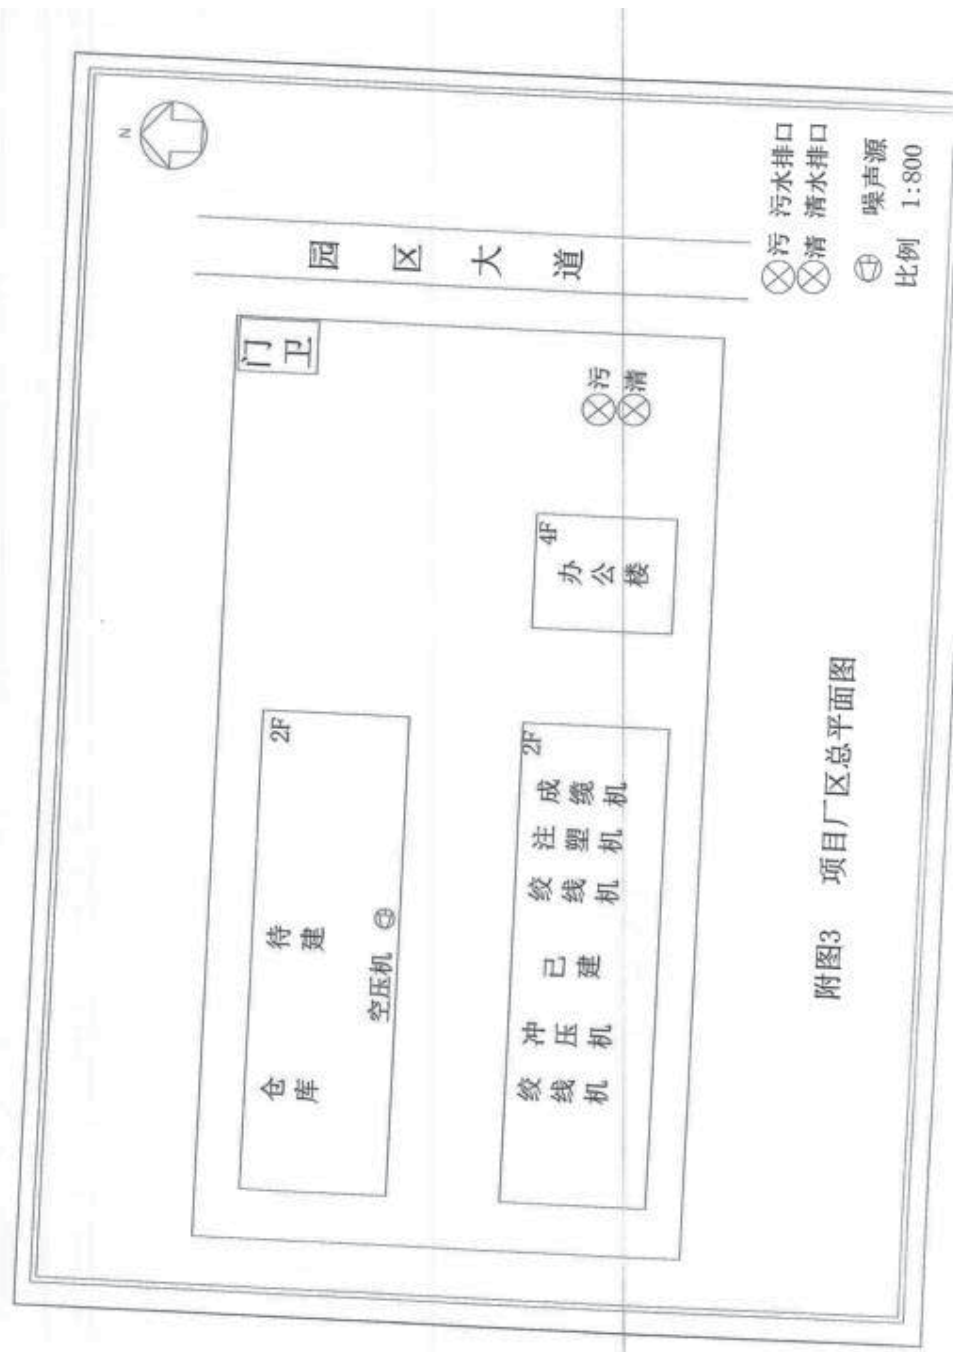 N
仓库
待建
2F
空压机
门卫
园区大道
绞线机
冲压机
已建
绞线机
注塑机
成缆机
2F
4F
办公楼
污
清
附图3 项目厂区总平面图
污 污水排口
清 清水排口
噪声源
比例 1:800